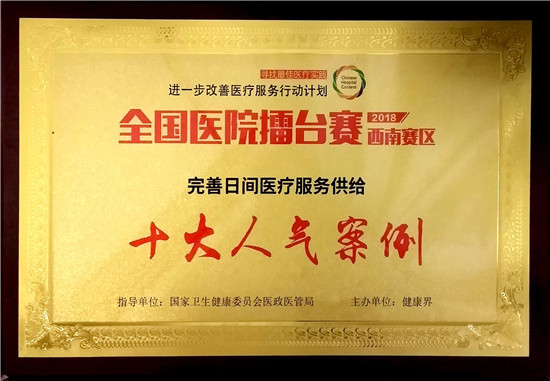 寻找最佳医疗实践
进一步改善医疗服务行动计划
Chinese
Hospital
Contest
全国医院擂台赛
2018
西南赛区
完善日间医疗服务供给
十大人气案例
指导单位：国家卫生健康委员会医政医管局 主办单位：健康界